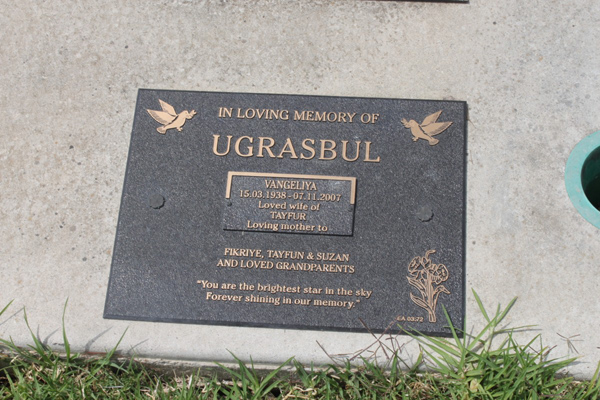 IN LOVING MEMORY OF
UGRASBUL
VANGELIYA
15.03.1938 - 07.11.2007
Loved wife of
TAYFUR
Loving mother to
FIKRIYE, TAYFUN & SUZAN
AND LOVED GRANDPARENTS
"You are the brightest star in the sky
Forever shining in our memory."